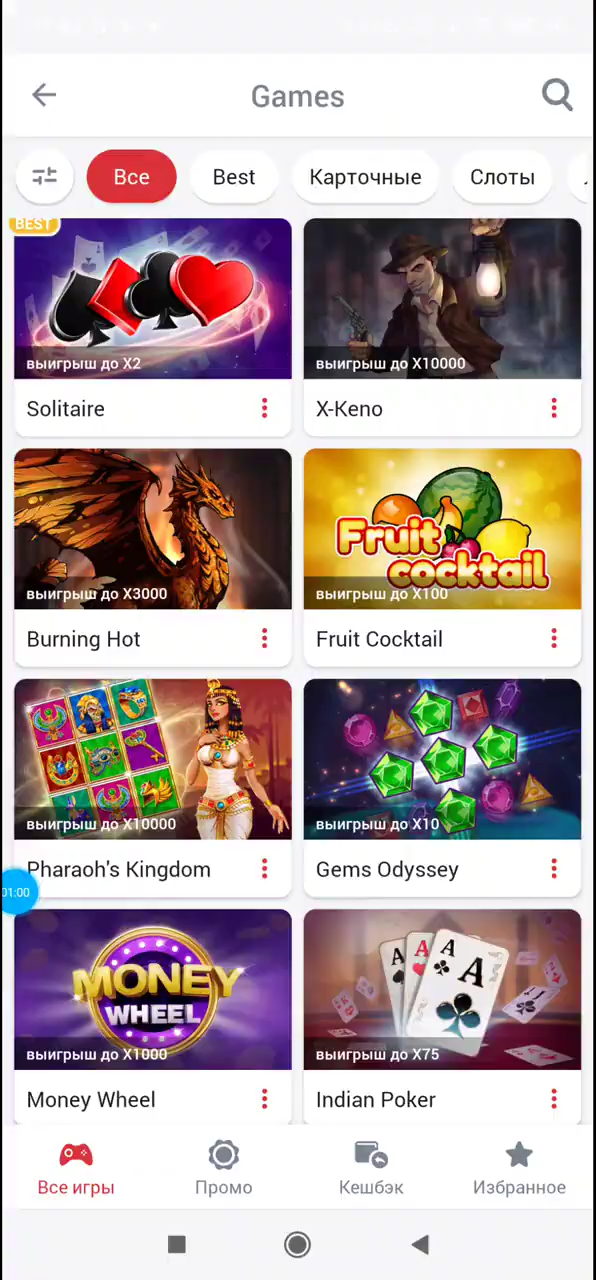 Games
Все
Best
Карточные
Слоты
BEST
выигрыш до X2
выигрыш до X10000
Solitaire
X-Keno
выигрыш до X3000
Fruit
cocktail
выигрыш до X100
Burning Hot
Fruit Cocktail
выигрыш до X10000
выигрыш до X10
Pharaoh's Kingdom
Gems Odyssey
01:00
MONEY
WHEEL
A
A
A
A
J
выигрыш до X1000
выигрыш до X75
Money Wheel
Indian Poker
Все игры
Промо
Кешбэк
Избранное